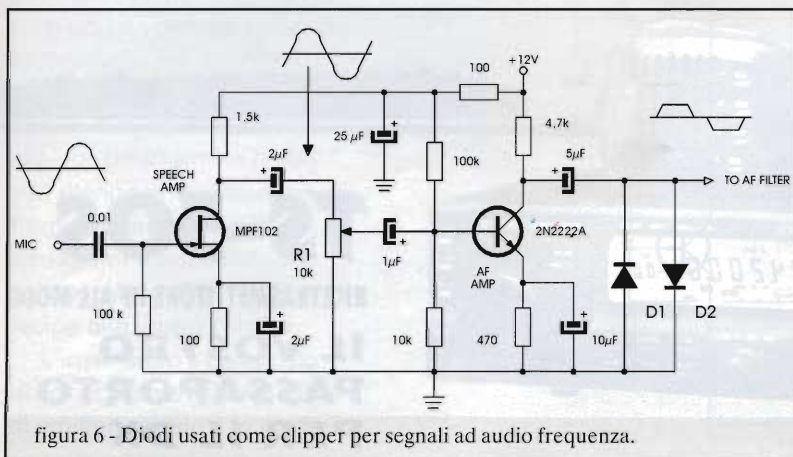 100
+12V
1.5k
25 µF
4.7k
2µF
5µF
SPEECH
AMP
100k
0,01
TO AF FILTER
MIC
MPF102
R1
10k
1µF
2N2222A
AF
AMP
D1
D2
100 k
100
2µF
10k
470
10µF
figura 6 - Diodi usati come clipper per segnali ad audio frequenza.